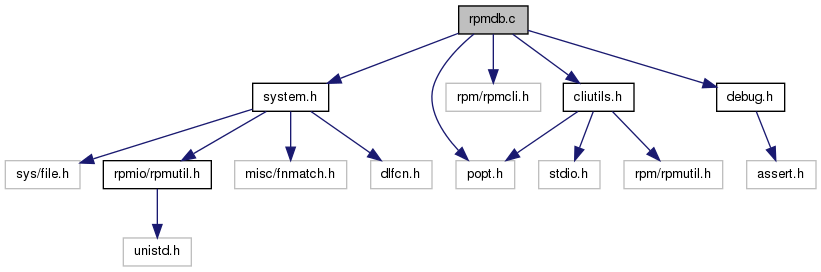 rpmdb.c
system.h
rpm/rpmcli.h
cliutils.h
debug.h
sys/file.h
rpmio/rpmutil.h
misc/fnmatch.h
dlfcn.h
popt.h
stdio.h
rpm/rpmutil.h
assert.h
unistd.h